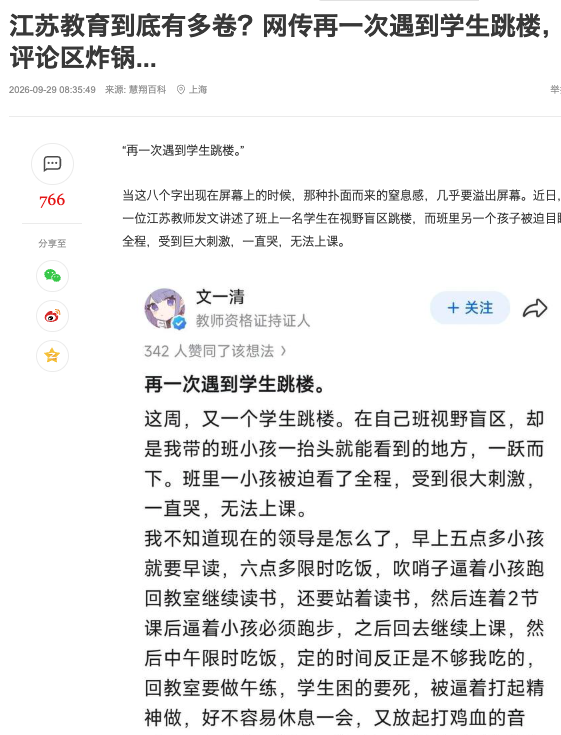 江苏教育到底有多卷？网传再一次遇到学生跳楼，
评论区炸锅...
2026-09-29 08:35:49 来源: 慧翔百科 上海
举
766
分享至
“再一次遇到学生跳楼。”
当这八个字出现在屏幕上的时候，那种扑面而来的窒息感，几乎要溢出屏幕。近日，
一位江苏教师发文讲述了班上一名学生在视野盲区跳楼，而班里另一个孩子被迫目
全程，受到巨大刺激，一直哭，无法上课。
文一清
教师资格证持证人
+ 关注
342 人赞同了该想法 >
再一次遇到学生跳楼。
这周，又一个学生跳楼。在自己班视野盲区，却
是我带的班小孩一抬头就能看到的地方，一跃而
下。班里一小孩被迫看了全程，受到很大刺激，
一直哭，无法上课。
我不知道现在的领导是怎么了，早上五点多小孩
就要早读，六点多限时吃饭，吹哨子逼着小孩跑
回教室继续读书，还要站着读书，然后连着2节
课后逼着小孩必须跑步，之后回去继续上课，然
后中午限时吃饭，定的时间反正是不够我吃的，
回教室要做午练，学生困的要死，被逼着打起精
神做，好不容易休息一会，又放起打鸡血的音